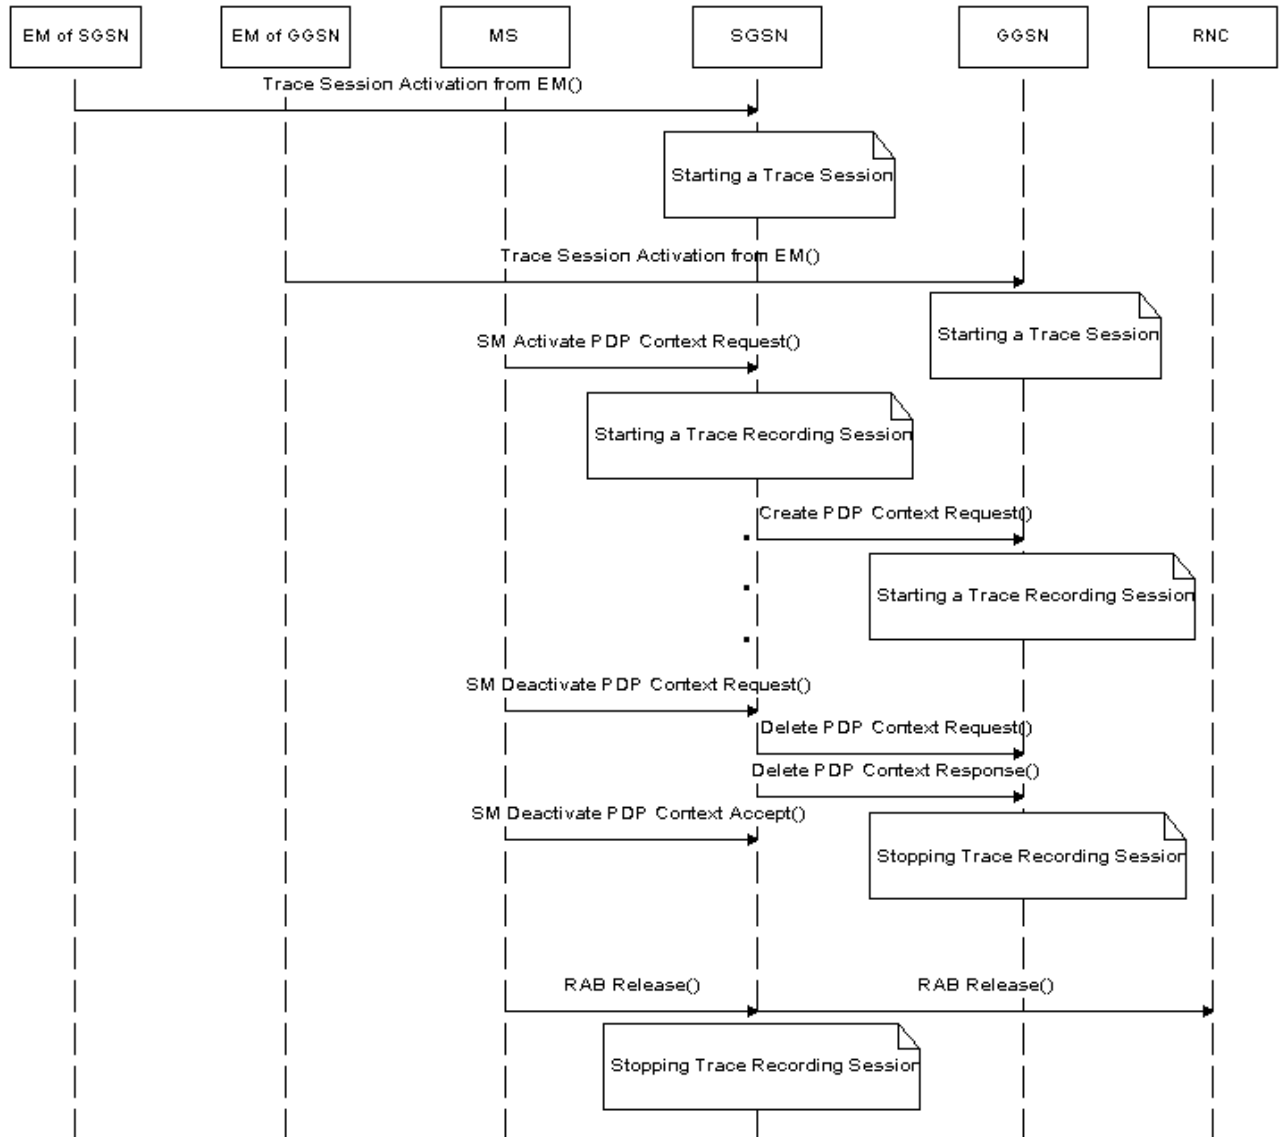 EM of SGSN
EM of GGSN
MS
SGSN
GGSN
RNC
Trace Session Activation from EM()
Starting a Trace Session
Trace Session Activation from EM()
Starting a Trace Session
SM Activate PDP Context Request()
Starting a Trace Recording Session
Create PDP Context Request()
Starting a Trace Recording Session
SM Deactivate PDP Context Request()
Delete PDP Context Request()
Delete PDP Context Response()
SM Deactivate PDP Context Accept()
Stopping Trace Recording Session
RAB Release()
RAB Release()
Stopping Trace Recording Session